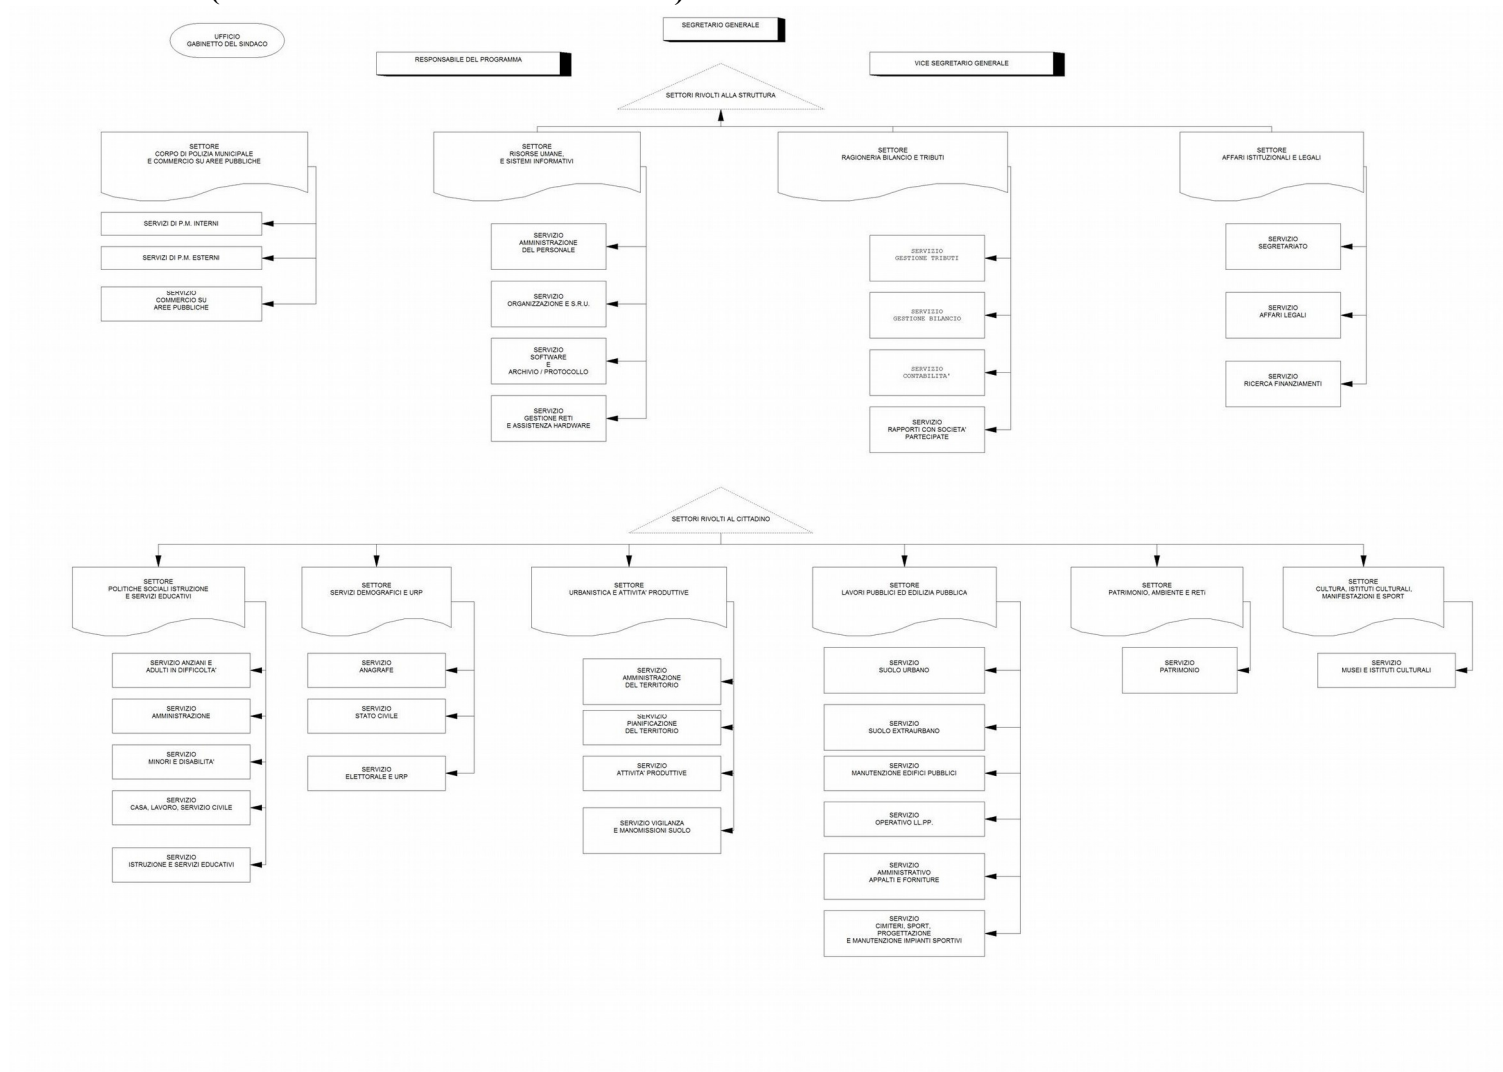 (
)
UFFICIO
GABINETTO DEL SINDACO
SEGRETARIO GENERALE
RESPONSABILE DEL PROGRAMMA
VICE SEGRETARIO GENERALE
SETTORI RIVOLTI ALLA STRUTTURA
SETTORE
CORPO DI POLIZIA MUNICIPALE
E COMMERCIO SU AREE PUBBLICHE
SERVIZI DI P.M. INTERNI
SERVIZI DI P.M. ESTERNI
SERVIZIO
COMMERCIO SU
AREE PUBBLICHE
SETTORE
RISORSE UMANE,
E SISTEMI INFORMATIVI
SERVIZIO
AMMINISTRAZIONE
DEL PERSONALE
SERVIZIO
ORGANIZZAZIONE E S.R.U.
SERVIZIO
SOFTWARE
E
ARCHIVIO / PROTOCOLLO
SERVIZIO
GESTIONE RETI
E ASSISTENZA HARDWARE
SETTORE
RAGIONERIA BILANCIO E TRIBUTI
SERVIZIO
GESTIONE TRIBUTI
SERVIZIO
GESTIONE BILANCIO
SERVIZIO
CONTABILITA'
SERVIZIO
RAPPORTI CON SOCIETA'
PARTECIPATE
SETTORE
AFFARI ISTITUZIONALI E LEGALI
SERVIZIO
SEGRETARIATO
SERVIZIO
AFFARI LEGALI
SERVIZIO
RICERCA FINANZIAMENTI
SETTORI RIVOLTI AL CITTADINO
SETTORE
POLITICHE SOCIALI ISTRUZIONE
E SERVIZI EDUCATIVI
SERVIZIO ANZIANI E
ADULTI IN DIFFICOLTA'
SERVIZIO
AMMINISTRAZIONE
SERVIZIO
MINORI E DISABILITA'
SERVIZIO
CASA, LAVORO, SERVIZIO CIVILE
SERVIZIO
ISTRUZIONE E SERVIZI EDUCATIVI
SETTORE
SERVIZI DEMOGRAFICI E URP
SERVIZIO
ANAGRAFE
SERVIZIO
STATO CIVILE
SERVIZIO
ELETTORALE E URP
SETTORE
URBANISTICA E ATTIVITA' PRODUTTIVE
SERVIZIO
AMMINISTRAZIONE
DEL TERRITORIO
SERVIZIO
PIANIFICAZIONE
DEL TERRITORIO
SERVIZIO
ATTIVITA' PRODUTTIVE
SERVIZIO VIGILANZA
E MANOMISSIONI SUOLO
SETTORE
LAVORI PUBBLICI ED EDILIZIA PUBBLICA
SERVIZIO
SUOLO URBANO
SERVIZIO
SUOLO EXTRAURBANO
SERVIZIO
MANUTENZIONE EDIFICI PUBBLICI
SERVIZIO
OPERATIVO LL.PP.
SERVIZIO
AMMINISTRATIVO
APPALTI E FORNITURE
SERVIZIO
CIMITERI, SPORT,
PROGETTAZIONE
E MANUTENZIONE IMPIANTI SPORTIVI
SETTORE
PATRIMONIO, AMBIENTE E RETi
SERVIZIO
PATRIMONIO
SETTORE
CULTURA, ISTITUTI CULTURALI,
MANIFESTAZIONI E SPORT
SERVIZIO
MUSEI E ISTITUTI CULTURALI